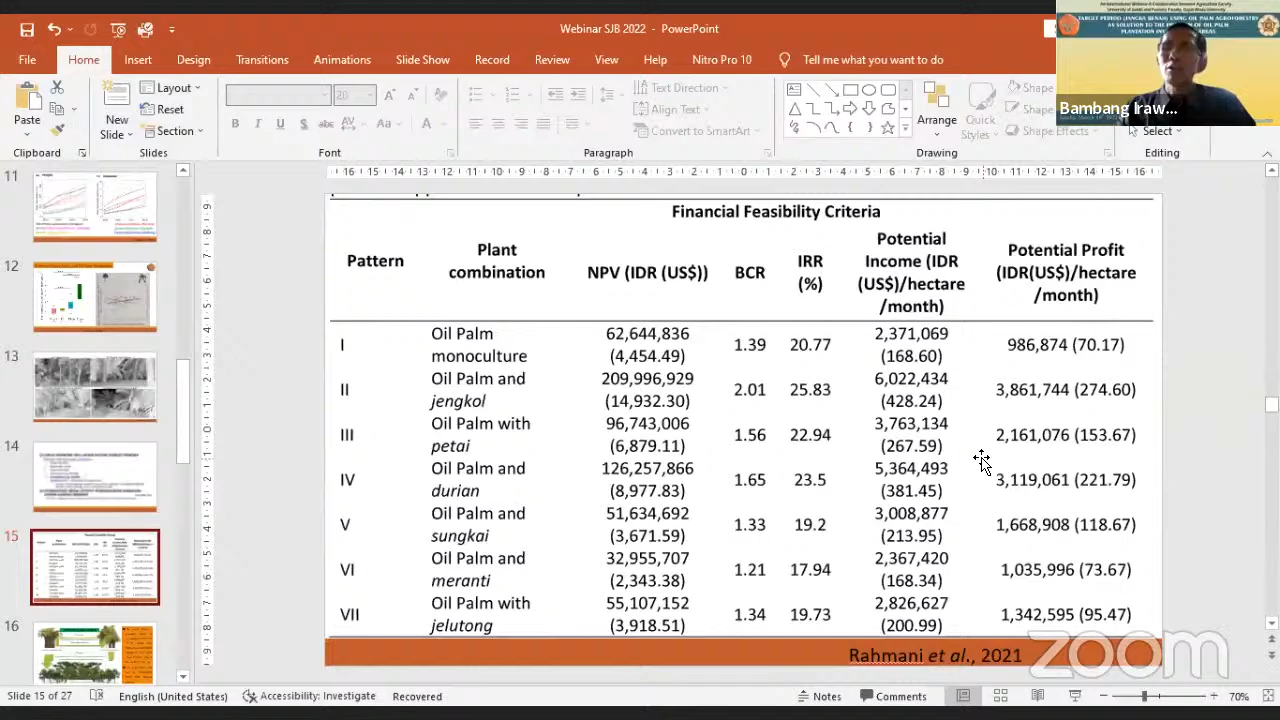 Webinar SJB 2022 - PowerPoint
File Home Insert Design Transitions Animations Slide Show Record Review View Help Nitro Pro 10 Tell me what you want to do
Paste
Clipboard
New
Slide
Layout
Reset
Section
Slides
20
B I U S
Font
Text Direction
Align Text
Convert to SmartArt
Paragraph
Arrange
Quick
Styles
Shape
Shape Effects
Drawing
Select
Editing
TARGET PERIOD (JANGKA BENAH) USING OIL PALM AGROFORESTRY
Bambang Iraw...
11
12
13
14
15
16
Financial Feasibility Criteria
Pattern
Plant
combination
NPV (IDR (US$))
BCR
IRR
(%)
Potential
Income (IDR
(US$)/hectare
/month)
Potential Profit
(IDR(US$)/hectare
/month)
I Oil Palm monoculture 62,644,836 (4,454.49) 1.39 20.77 2,371,069 (168.60) 986,874 (70.17)
II Oil Palm and jengkol 209,996,929 (14,932.30) 2.01 25.83 6,022,434 (428.24) 3,861,744 (274.60)
III Oil Palm with petai 96,743,006 (6,879.11) 1.56 22.94 3,763,134 (267.59) 2,161,076 (153.67)
IV Oil Palm and durian 126,257,866 (8,977.83) 1.65 23.5 5,364,493 (381.45) 3,119,061 (221.79)
V Oil Palm and sungkai 51,634,692 (3,671.59) 1.33 19.2 3,008,877 (213.95) 1,668,908 (118.67)
VI Oil Palm and meranti 32,955,707 (2,343.38) 1.21 17.94 2,367,420 (168.34) 1,035,996 (73.67)
VII Oil Palm with jelutong 55,107,152 (3,918.51) 1.34 19.73 2,826,627 (200.99) 1,342,595 (95.47)
Rahmani et al., 2021
zoom
Slide 15 of 27 English (United States) Accessibility: Investigate Recovered Notes Comments 70%